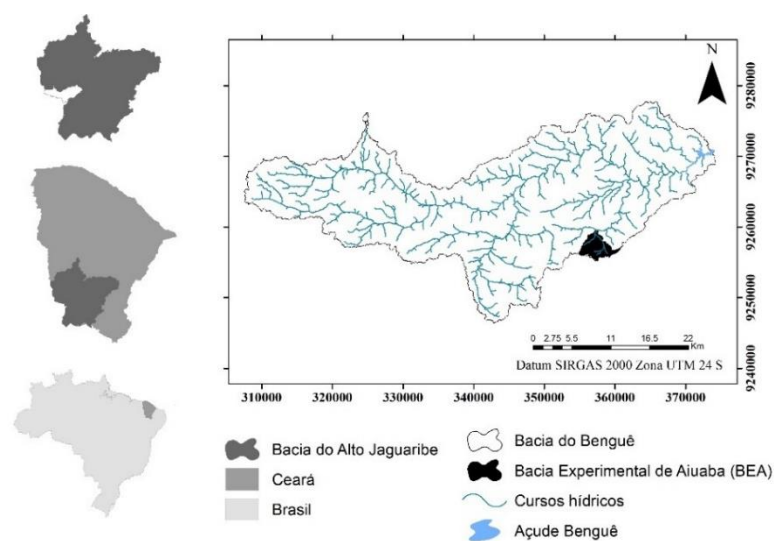 N
9280000
9270000
9260000
9250000
9240000
0 2.75 5.5 11 16.5 22
Km
Datum SIRGAS 2000 Zona UTM 24 S
310000 320000 330000 340000 350000 360000 370000
Bacia do Alto Jaguaribe
Ceará
Brasil
Bacia do Benguê
Bacia Experimental de Aiuaba (BEA)
Cursos hídricos
Açude Benguê